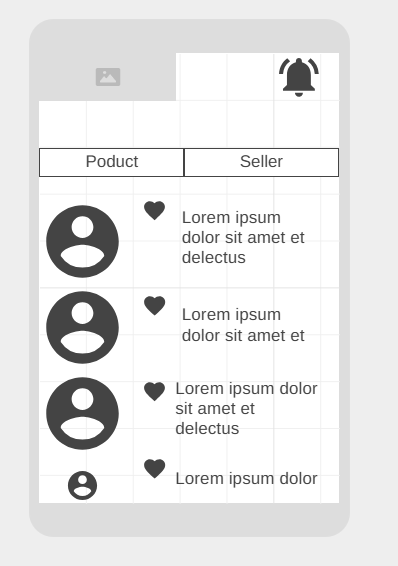 Poduct
Seller
Lorem ipsum
dolor sit amet et
delectus
Lorem ipsum
dolor sit amet et
Lorem ipsum dolor
sit amet et
delectus
Lorem ipsum dolor